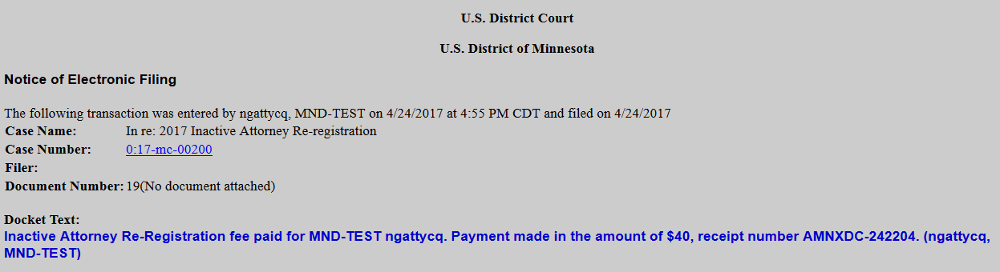 U.S. District Court
U.S. District of Minnesota
Notice of Electronic Filing
The following transaction was entered by ngattycq, MND-TEST on 4/24/2017 at 4:55 PM CDT and filed on 4/24/2017
Case Name: In re: 2017 Inactive Attorney Re-registration
Case Number: 0:17-mc-00200
Filer:
Document Number: 19(No document attached)
Docket Text:
Inactive Attorney Re-Registration fee paid for MND-TEST ngattycq. Payment made in the amount of $40, receipt number AMNXDC-242204. (ngattycq,
MND-TEST)